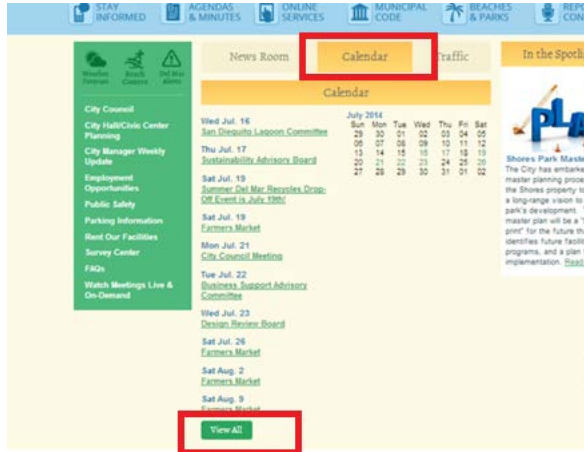 STAY
INFORMED
AGENDAS
& MINUTES
ONLINE
SERVICES
MUNICIPAL
CODE
BEACHES
& PARKS
Weather
Forecast
Beach
Camera
Del Mar
Alerts
City Council
City Hall/Civic Center
Planning
City Manager Weekly
Update
Employment
Opportunities
Public Safety
Parking Information
Rent Our Facilities
Survey Center
FAQs
Watch Meetings Live &
On-Demand
News Room
Calendar
Traffic
Calendar
Wed Jul. 16
San Dieguito Lagoon Committee
Thu Jul. 17
Sustainability Advisory Board
Sat Jul. 19
Summer Del Mar Recycles Drop-
Off Event is July 19th!
Sat Jul. 19
Farmers Market
Mon Jul. 21
City Council Meeting
Tue Jul. 22
Business Support Advisory
Committee
Wed Jul. 23
Design Review Board
Sat Jul. 26
Farmers Market
Sat Aug. 2
Farmers Market
Sat Aug. 9
Farmers Market
View All
July 2014
Sun Mon Tue Wed Thu Fri Sat
29 30 01 02 03 04 05
06 07 08 09 10 11 12
13 14 15 16 17 18 19
20 21 22 23 24 25 26
27 28 29 30 31 01 02
In the Spotl
PLA
Shores Park Maste
The City has embarke
master planning proce
the Shores property to
a long-range vision to
park's development.
master plan will be a "
print" for the future th
identifies future facilit
programs, and a plan
implementation. Read